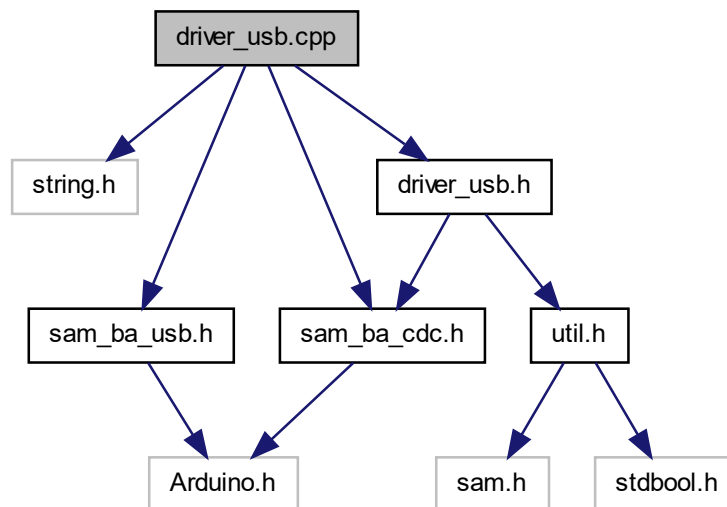 driver_usb.cpp
string.h
driver_usb.h
sam_ba_usb.h
sam_ba_cdc.h
util.h
Arduino.h
sam.h
stdbool.h